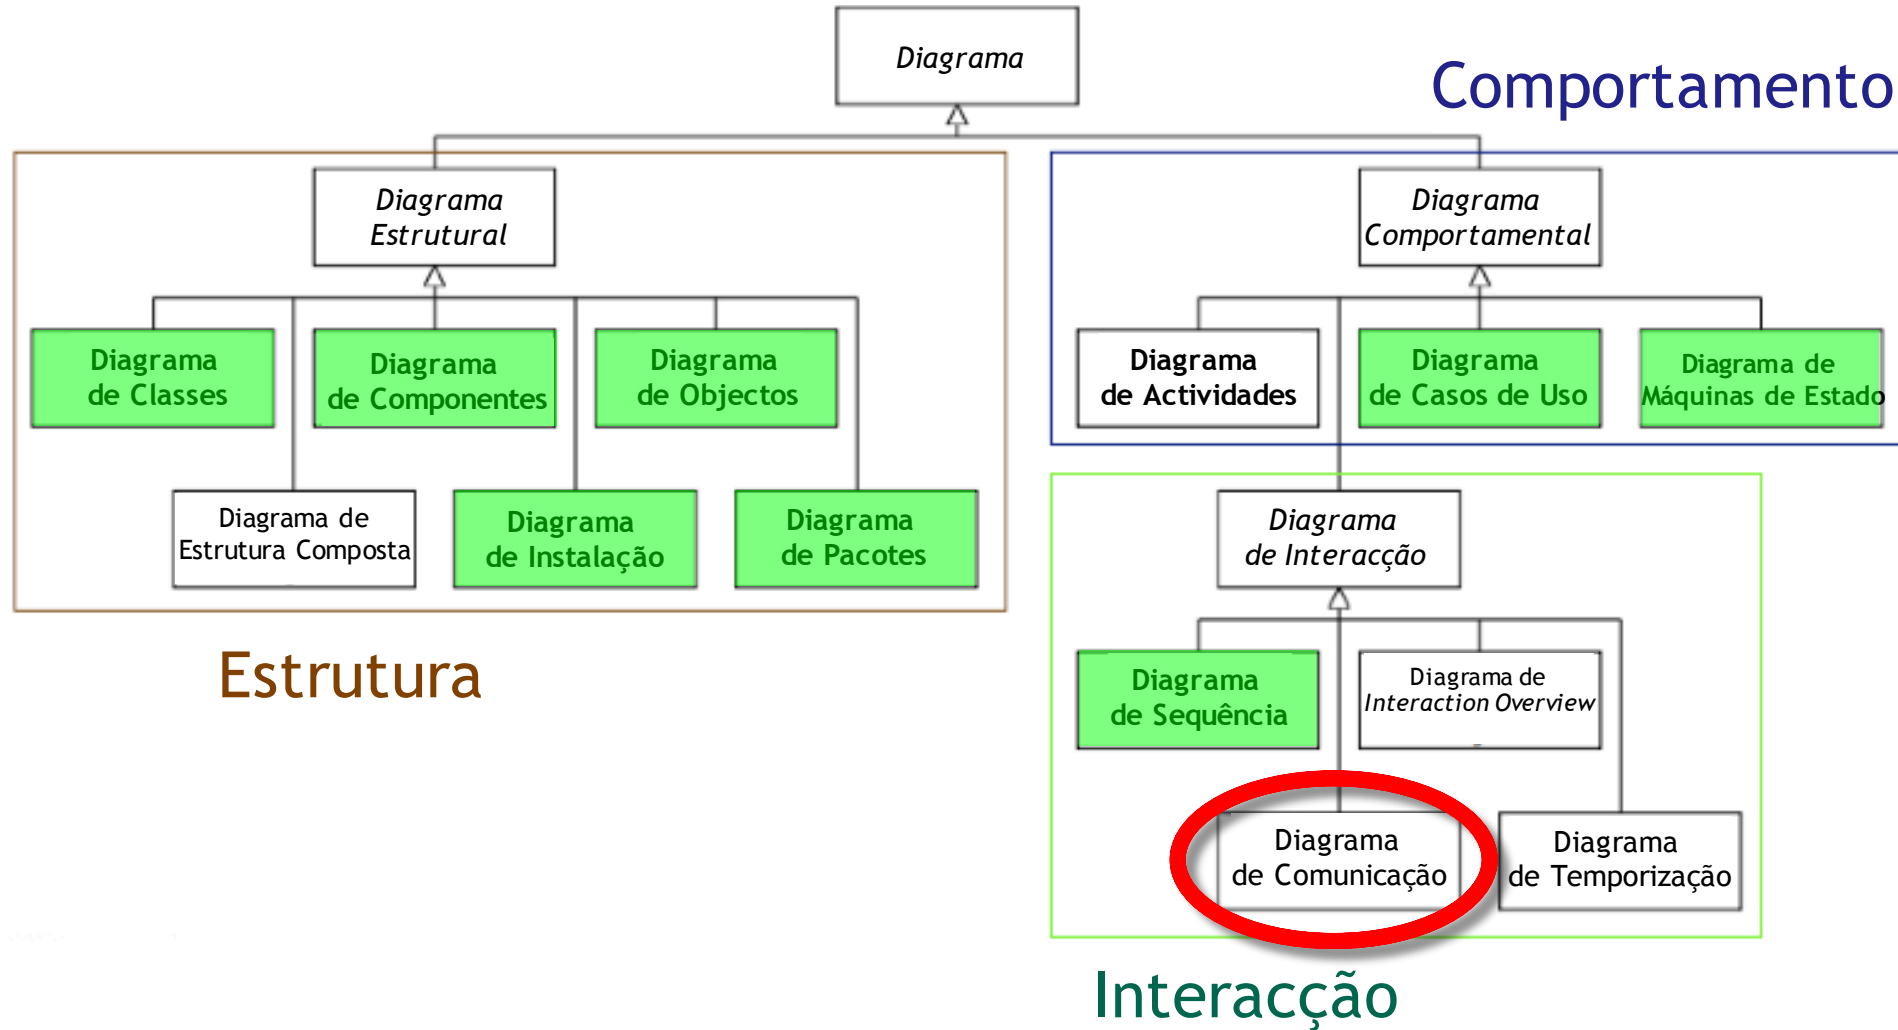 Diagrama
Comportamento
Diagrama
Estrutural
Diagrama
Comportamental
Diagrama
de Classes
Diagrama
de Componentes
Diagrama
de Objectos
Diagrama
de Actividades
Diagrama
de Casos de Uso
Diagrama de
Máquinas de Estado
Diagrama de
Estrutura Composta
Diagrama
de Instalação
Diagrama
de Pacotes
Diagrama
de Interacção
Estrutura
Diagrama
de Sequência
Diagrama de
Interaction Overview
Diagrama
de Comunicação
Diagrama
de Temporização
Interacção